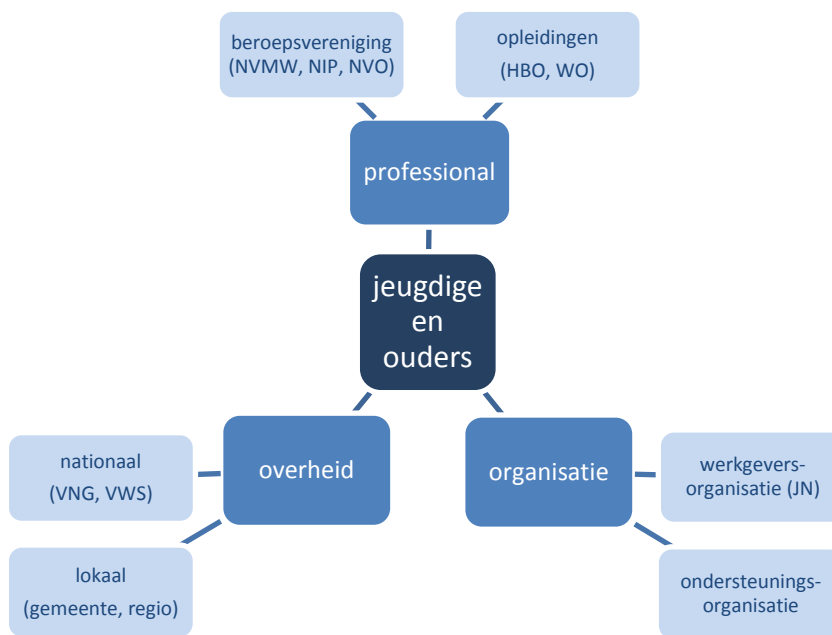 beroepsvereniging
(NVMW, NIP, NVO)
opleidingen
(HBO, WO)
professional
jeugdige
en
ouders
overheid
nationaal
(VNG, VWS)
lokaal
(gemeente, regio)
organisatie
werkgevers-
organisatie (JN)
ondersteunings-
organisatie